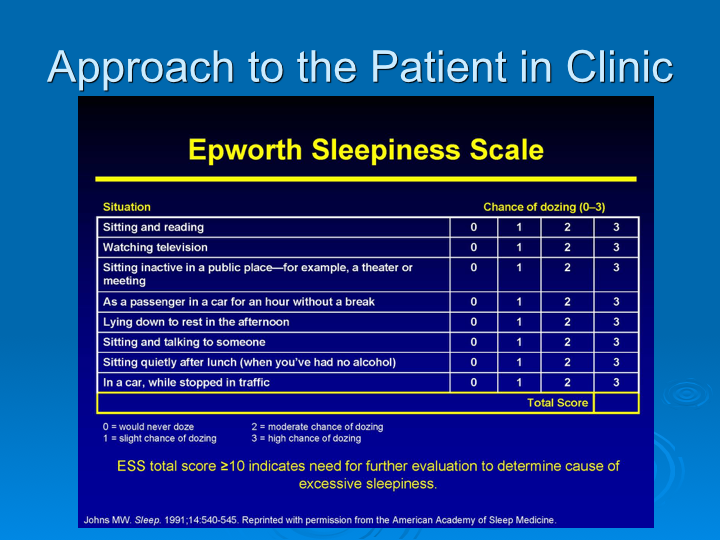 Approach to the Patient in Clinic
Epworth Sleepiness Scale
Situation Chance of dozing (0–3)
Sitting and reading 0 1 2 3
Watching television 0 1 2 3
Sitting inactive in a public place—for example, a theater or 0 1 2 3
meeting
As a passenger in a car for an hour without a break 0 1 2 3
Lying down to rest in the afternoon 0 1 2 3
Sitting and talking to someone 0 1 2 3
Sitting quietly after lunch (when you've had no alcohol) 0 1 2 3
In a car, while stopped in traffic 0 1 2 3
Total Score
0 = would never doze 2 = moderate chance of dozing
1 = slight chance of dozing 3 = high chance of dozing
ESS total score ≥10 indicates need for further evaluation to determine cause of
excessive sleepiness.
Johns MW. Sleep. 1991;14:540-545. Reprinted with permission from the American Academy of Sleep Medicine.